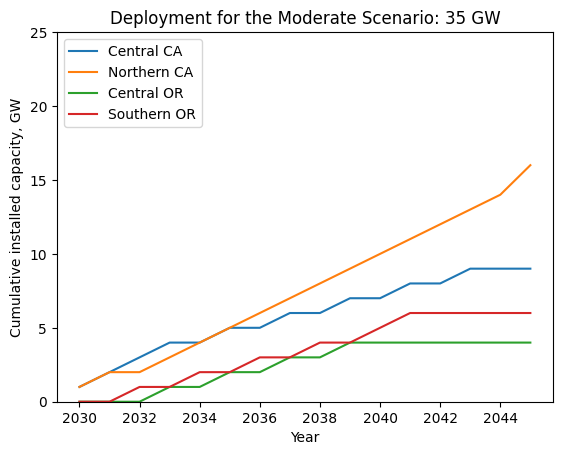 Deployment for the Moderate Scenario: 35 GW
Central CA
Northern CA
Central OR
Southern OR
Cumulative installed capacity, GW
25
20
15
10
5
0
2030 2032 2034 2036 2038 2040 2042 2044
Year